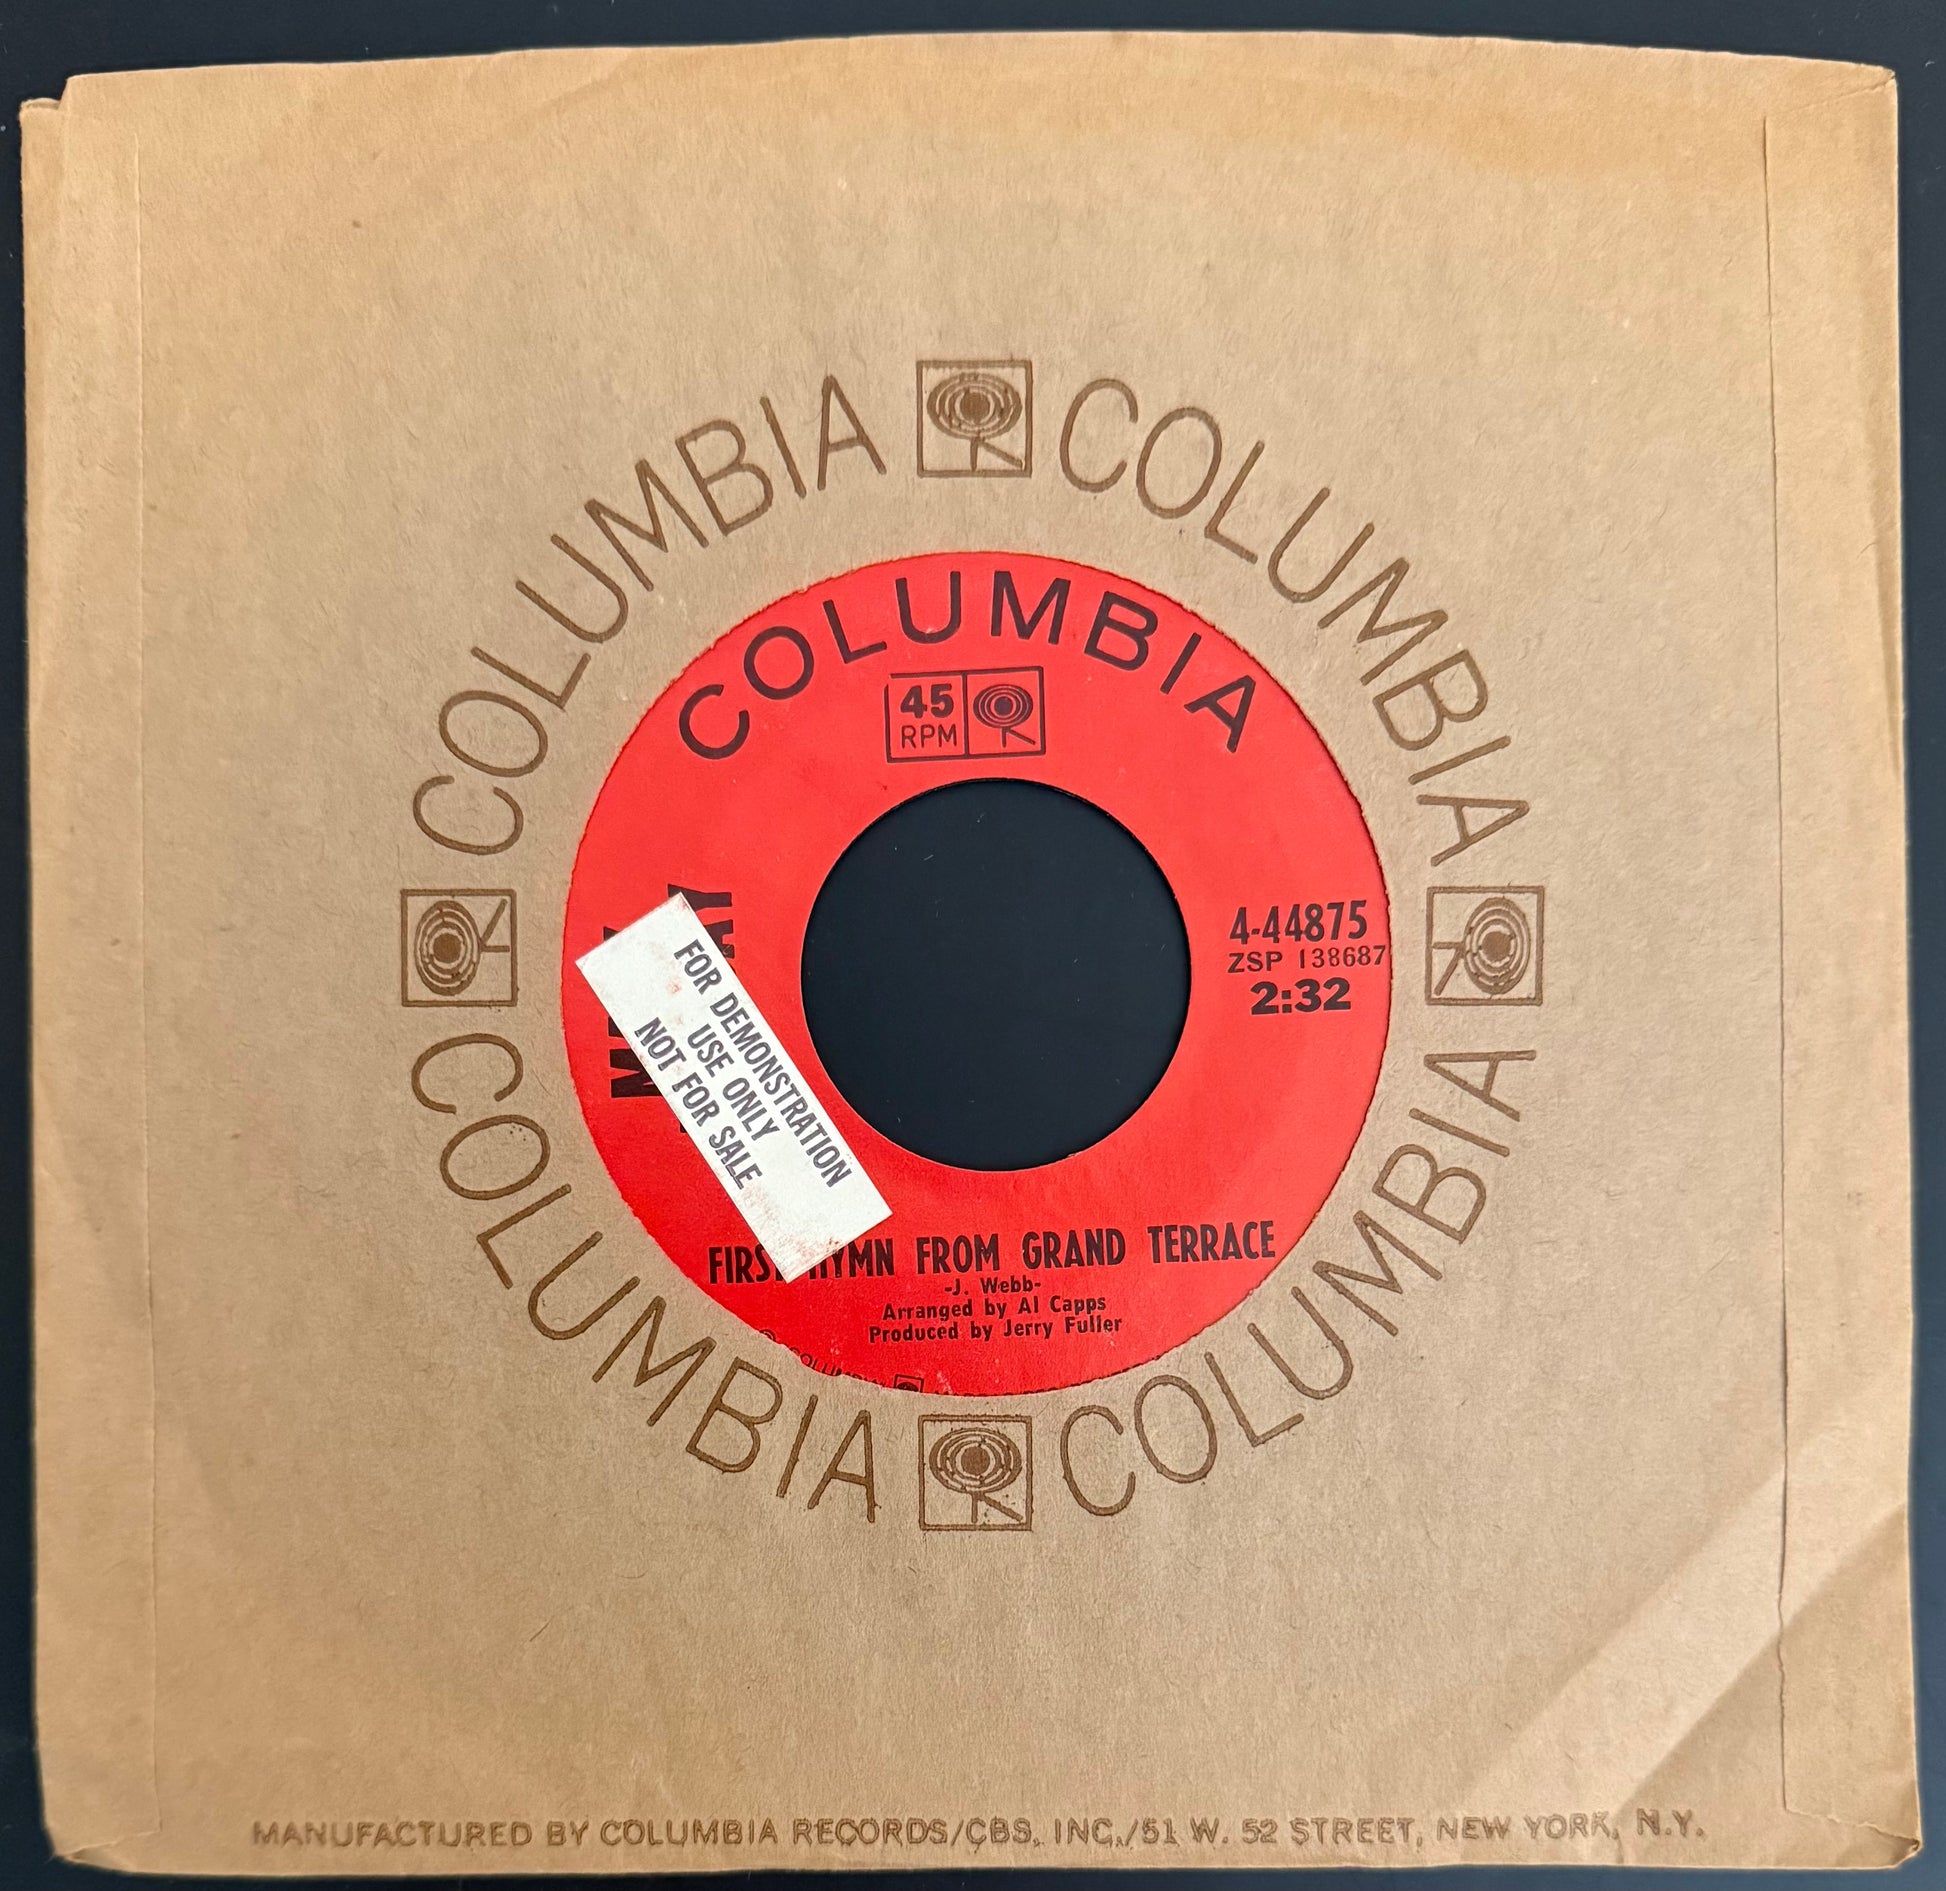 COLUMBIA COLUMBIA
COLUMBIA COLUMBIA
COLUMBIA
45
RPM
4-44875
ZSP 138687
2:32
FOR DEMONSTRATION
USE ONLY
NOT FOR SALE
FIRST HYMN FROM GRAND TERRACE
-J. Webb-
Arranged by Al Capps
Produced by Jerry Fuller
MANUFACTURED BY COLUMBIA RECORDS/CBS, INC./51 W. 52 STREET, NEW YORK, N.Y.